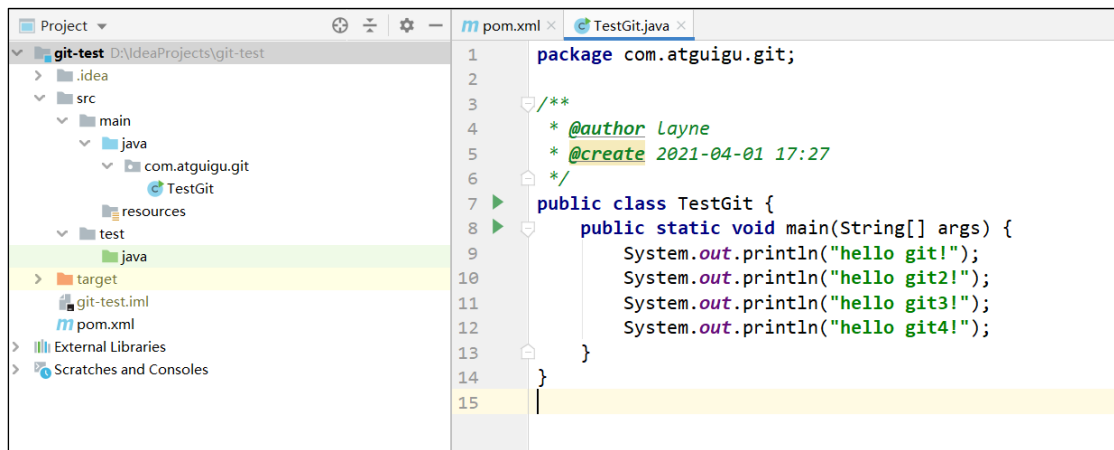 Project
git-test D:\IdeaProjects\git-test
.idea
src
main
java
com.atguigu.git
TestGit
resources
test
java
target
git-test.iml
pom.xml
External Libraries
Scratches and Consoles
pom.xml
TestGit.java
1 package com.atguigu.git;
2
3 /**
4  * @author layne
5  * @create 2021-04-01 17:27
6  */
7 public class TestGit {
8     public static void main(String[] args) {
9         System.out.println("hello git!");
10         System.out.println("hello git2!");
11         System.out.println("hello git3!");
12         System.out.println("hello git4!");
13     }
14 }
15